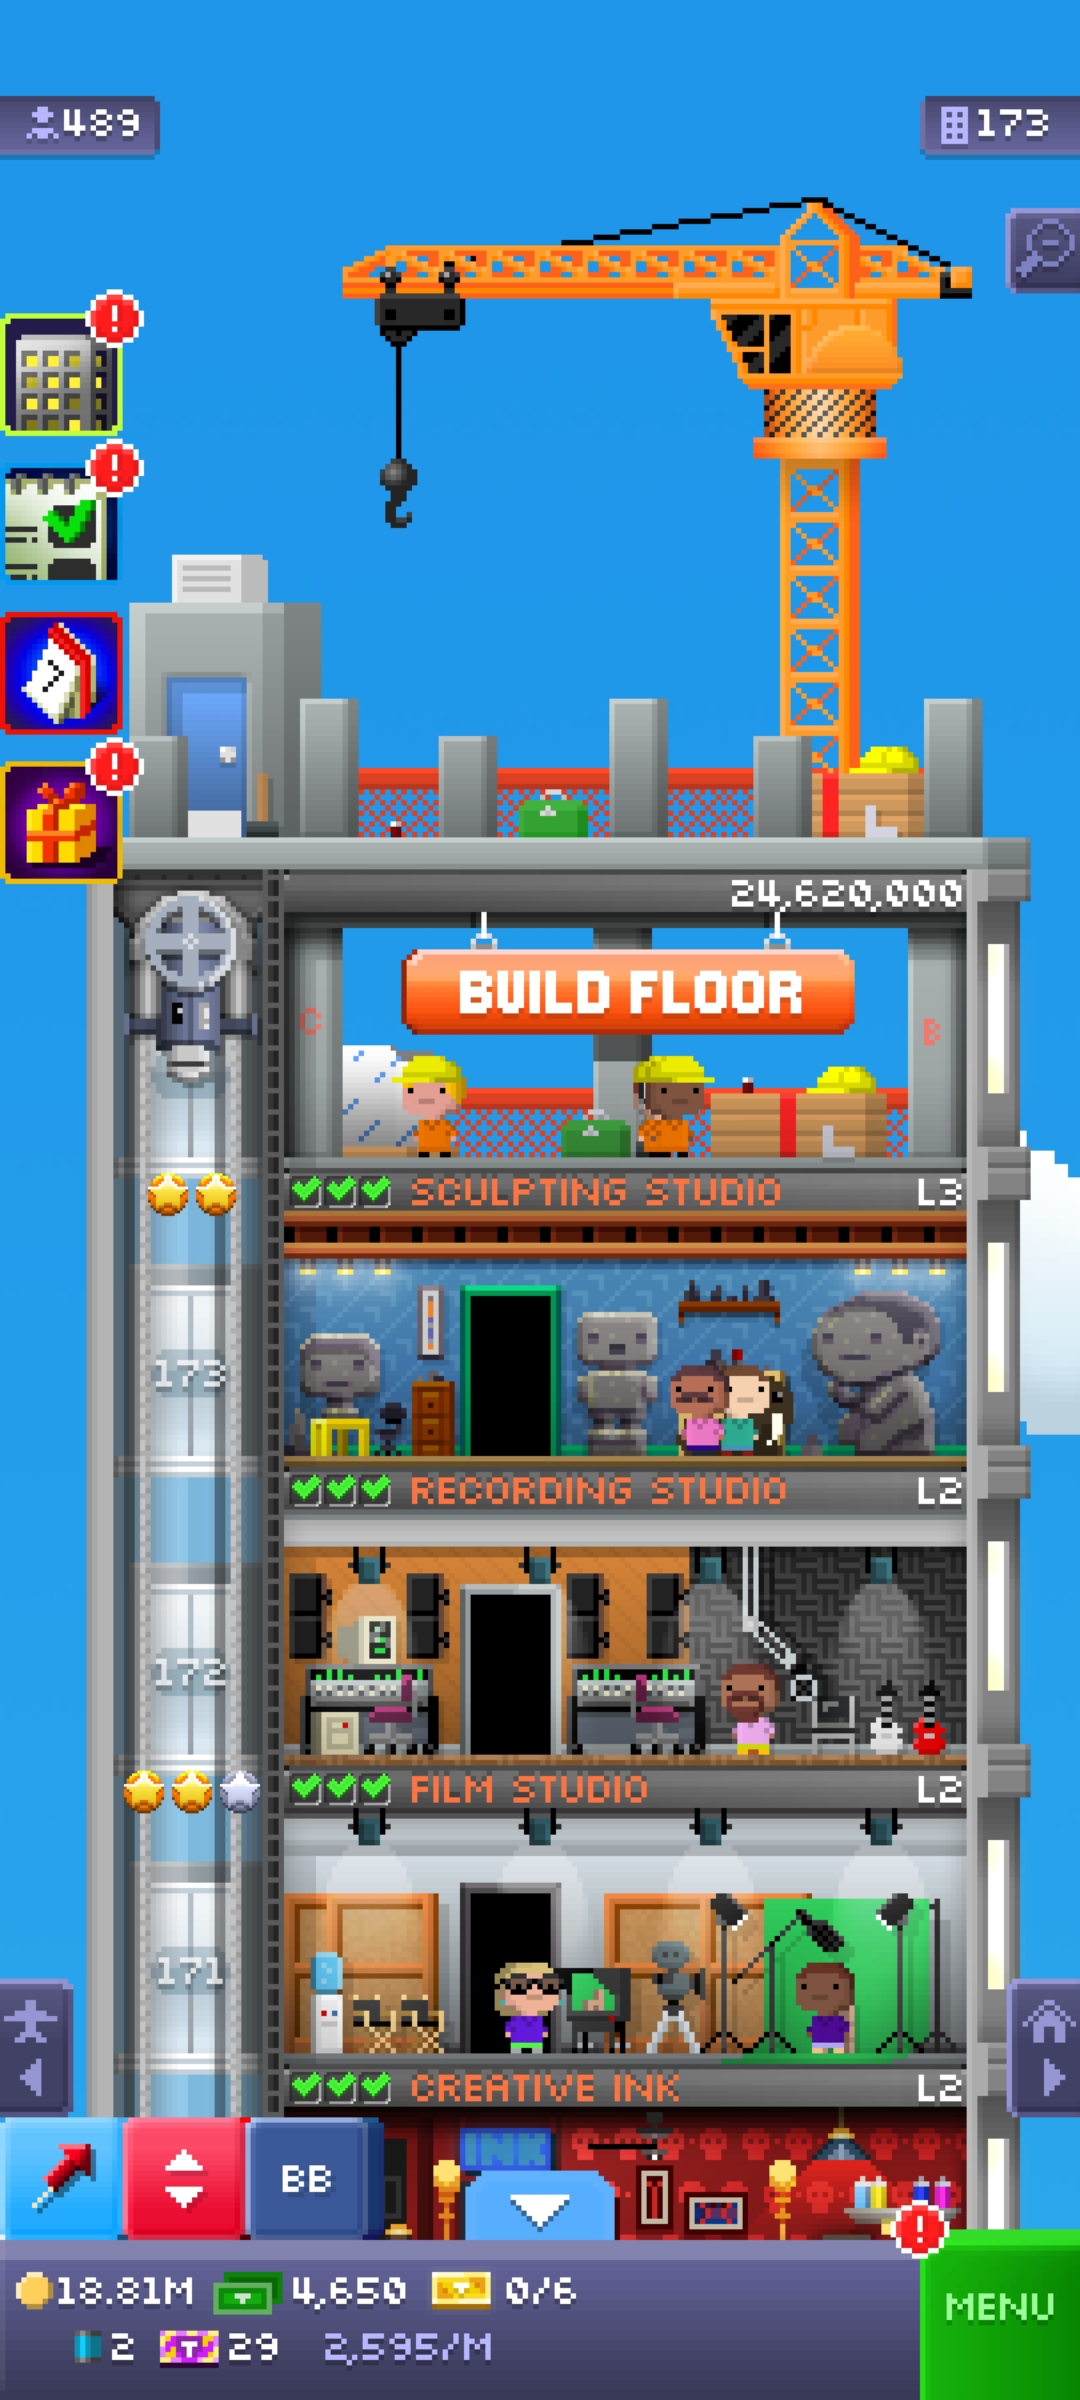 489
173
24,620,000
BUILD FLOOR
C
B
SCULPTING STUDIO L3
173
RECORDING STUDIO L2
172
FILM STUDIO L2
171
CREATIVE INK L2
INK
BB
18.81M 4,650 0/6
MENU
2 29 2,595/M